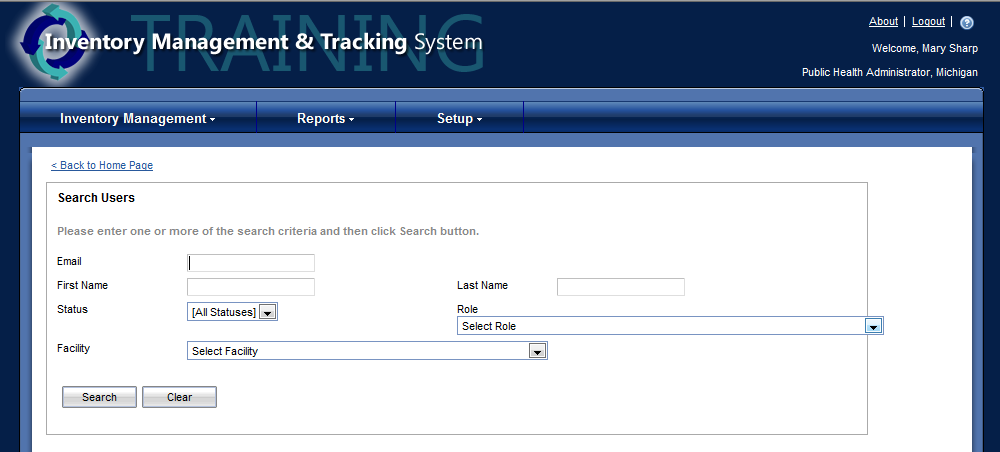 TRAINING
Inventory Management & Tracking System
About | Logout | ?
Welcome, Mary Sharp
Public Health Administrator, Michigan
Inventory Management Reports Setup
< Back to Home Page
Search Users
Please enter one or more of the search criteria and then click Search button.
Email
First Name Last Name
Status [All Statuses] Role
Select Role
Facility Select Facility
Search Clear